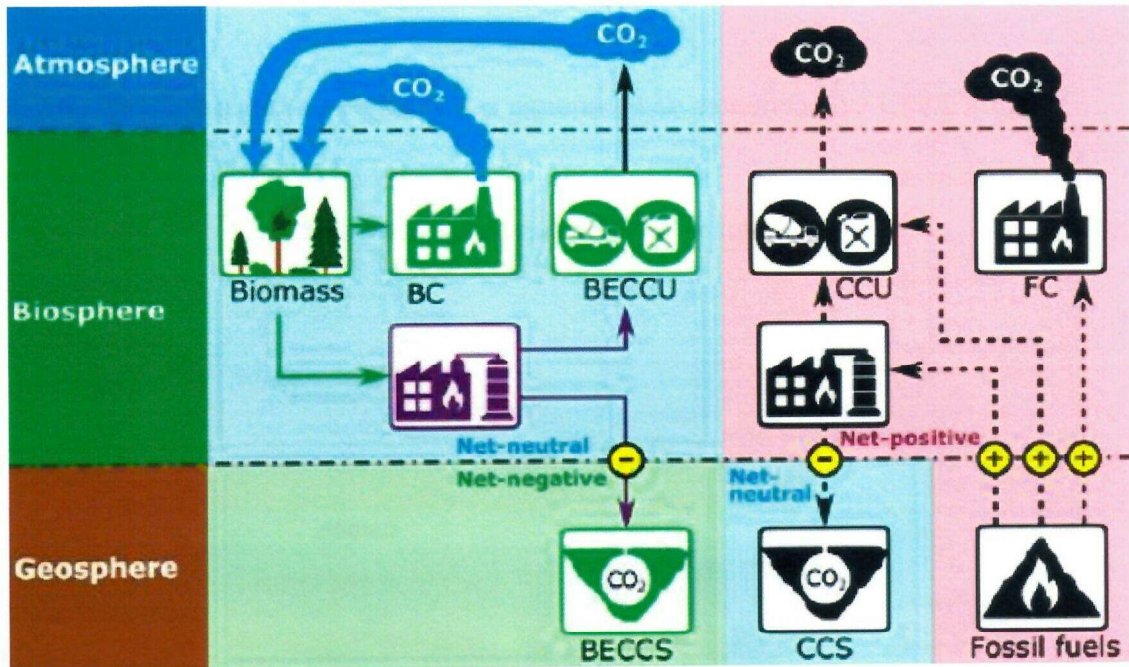 Atmosphere
CO2
CO2
CO2
CO2
Biosphere
Biomass
BC
BECCU
CCU
FC
Net-neutral
Net-negative
Net-positive
Net-
neutral
−
−
+
+
+
Geosphere
CO2
BECCS
CO2
CCS
Fossil fuels